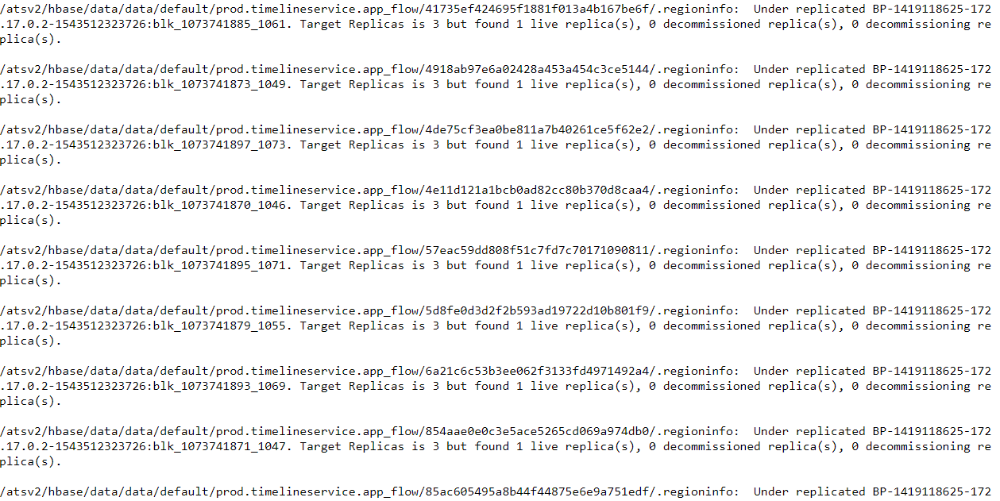 /atsv2/hbase/data/data/default/prod.timelineservice.app_flow/41735ef424695f1881f013a4b167be6f/.regioninfo:  Under replicated BP-1419118625-172
.17.0.2-1543512323726:blk_1073741885_1061. Target Replicas is 3 but found 1 live replica(s), 0 decommissioned replica(s), 0 decommissioning re
plica(s).
/atsv2/hbase/data/data/default/prod.timelineservice.app_flow/4918ab97e6a02428a453a454c3ce5144/.regioninfo:  Under replicated BP-1419118625-172
.17.0.2-1543512323726:blk_1073741873_1049. Target Replicas is 3 but found 1 live replica(s), 0 decommissioned replica(s), 0 decommissioning re
plica(s).
/atsv2/hbase/data/data/default/prod.timelineservice.app_flow/4de75cf3ea0be811a7b40261ce5f62e2/.regioninfo:  Under replicated BP-1419118625-172
.17.0.2-1543512323726:blk_1073741897_1073. Target Replicas is 3 but found 1 live replica(s), 0 decommissioned replica(s), 0 decommissioning re
plica(s).
/atsv2/hbase/data/data/default/prod.timelineservice.app_flow/4e11d121a1bcb0ad82cc80b370d8caa4/.regioninfo:  Under replicated BP-1419118625-172
.17.0.2-1543512323726:blk_1073741870_1046. Target Replicas is 3 but found 1 live replica(s), 0 decommissioned replica(s), 0 decommissioning re
plica(s).
/atsv2/hbase/data/data/default/prod.timelineservice.app_flow/57eac59dd808f51c7fd7c70171090811/.regioninfo:  Under replicated BP-1419118625-172
.17.0.2-1543512323726:blk_1073741895_1071. Target Replicas is 3 but found 1 live replica(s), 0 decommissioned replica(s), 0 decommissioning re
plica(s).
/atsv2/hbase/data/data/default/prod.timelineservice.app_flow/5d8fe0d3d2f2b593ad19722d10b801f9/.regioninfo:  Under replicated BP-1419118625-172
.17.0.2-1543512323726:blk_1073741879_1055. Target Replicas is 3 but found 1 live replica(s), 0 decommissioned replica(s), 0 decommissioning re
plica(s).
/atsv2/hbase/data/data/default/prod.timelineservice.app_flow/6a21c6c53b3ee062f3133fd4971492a4/.regioninfo:  Under replicated BP-1419118625-172
.17.0.2-1543512323726:blk_1073741893_1069. Target Replicas is 3 but found 1 live replica(s), 0 decommissioned replica(s), 0 decommissioning re
plica(s).
/atsv2/hbase/data/data/default/prod.timelineservice.app_flow/854aae0e0c3e5ace5265cd069a974db0/.regioninfo:  Under replicated BP-1419118625-172
.17.0.2-1543512323726:blk_1073741871_1047. Target Replicas is 3 but found 1 live replica(s), 0 decommissioned replica(s), 0 decommissioning re
plica(s).
/atsv2/hbase/data/data/default/prod.timelineservice.app_flow/85ac605495a8b44f44875e6e9a751edf/.regioninfo:  Under replicated BP-1419118625-172